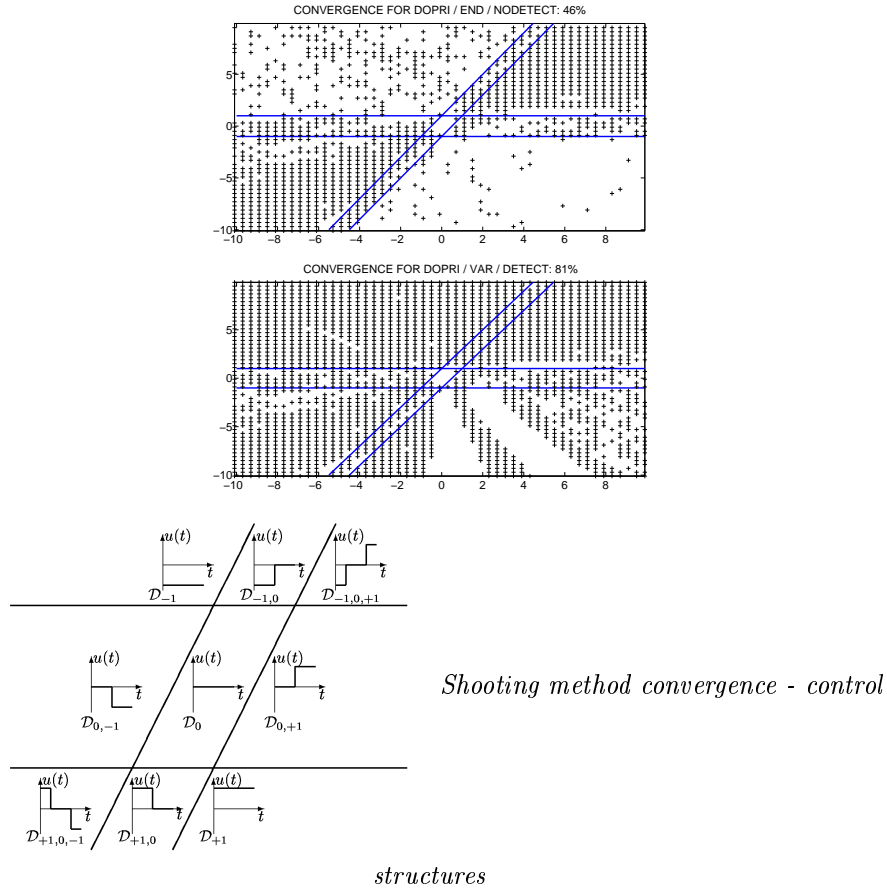 CONVERGENCE FOR DOPRI / END / NODETECT: 46%
5
0
−5
−10
−10 −8 −6 −4 −2 0 2 4 6 8
CONVERGENCE FOR DOPRI / VAR / DETECT: 81%
5
0
−5
−10
−10 −8 −6 −4 −2 0 2 4 6 8
u(t) u(t) u(t)
t t t
𝒟₋₁ 𝒟₋₁,₀ 𝒟₋₁,₀,₊₁
u(t) u(t) u(t)
t t t
𝒟₀,₋₁ 𝒟₀ 𝒟₀,₊₁
Shooting method convergence - control
u(t) u(t) u(t)
t t t
𝒟₊₁,₀,₋₁ 𝒟₊₁,₀ 𝒟₊₁
structures